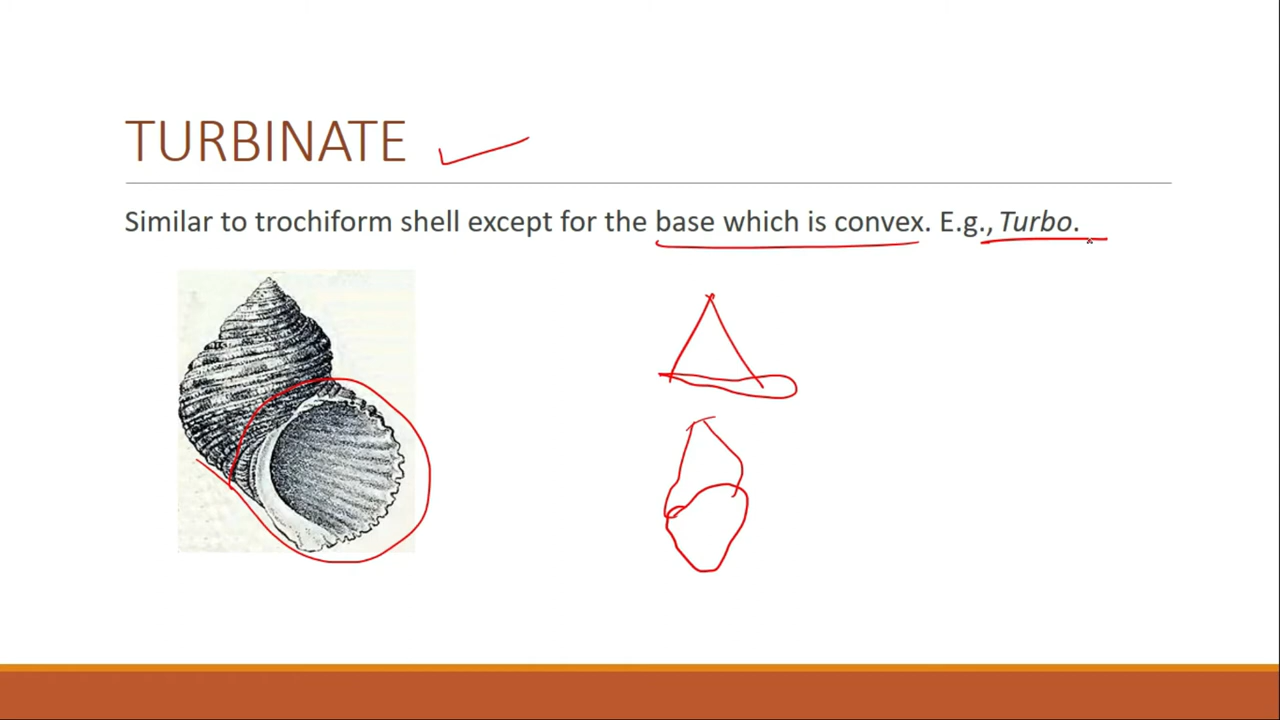 TURBINATE
Similar to trochiform shell except for the base which is convex. E.g., Turbo.